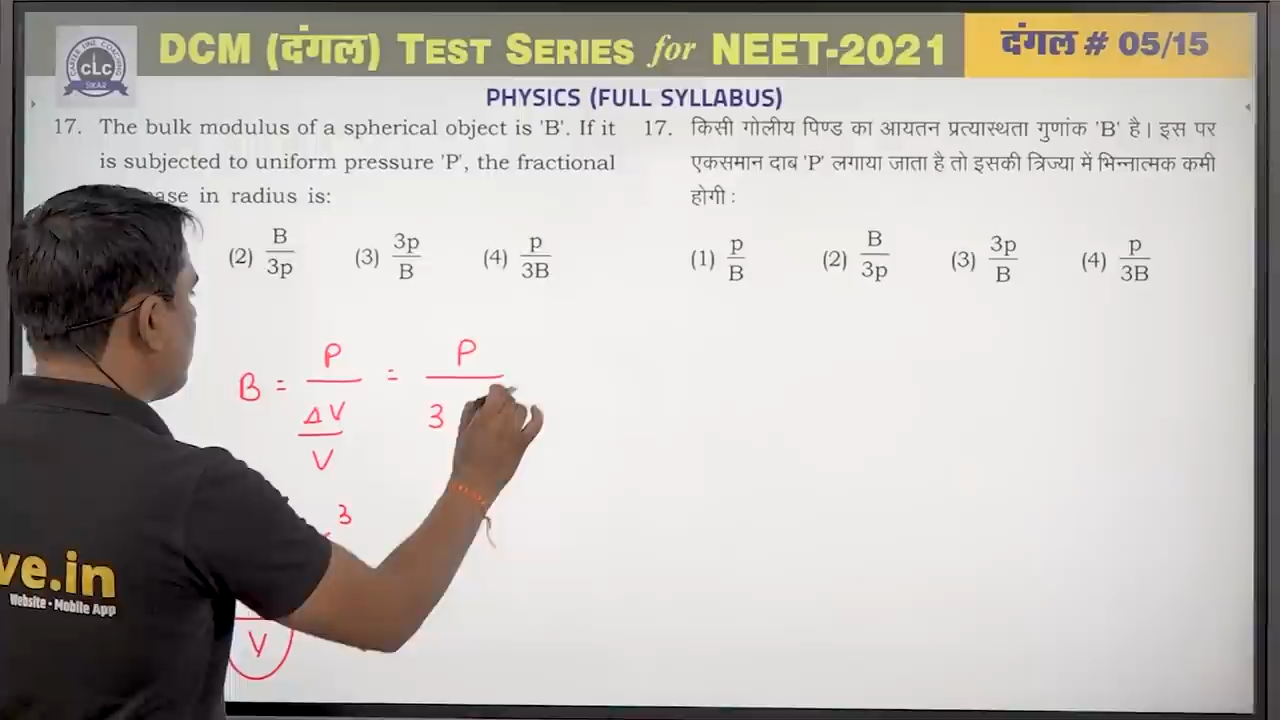 DCM (दंगल) TEST SERIES for NEET-2021
दंगल # 05/15
CLC
SIKAR
PHYSICS (FULL SYLLABUS)
17. The bulk modulus of a spherical object is 'B'. If it
is subjected to uniform pressure 'P', the fractional
ase in radius is:
(2) B/3p (3) 3p/B (4) p/3B
17. किसी गोलीय पिण्ड का आयतन प्रत्यास्थता गुणांक 'B' है। इस पर
एकसमान दाब 'P' लगाया जाता है तो इसकी त्रिज्या में भिन्नात्मक कमी
होगी :
(1) p/B (2) B/3p (3) 3p/B (4) p/3B
B = P / (ΔV/V) = P / 3
3
V
ve.in
Website • Mobile App